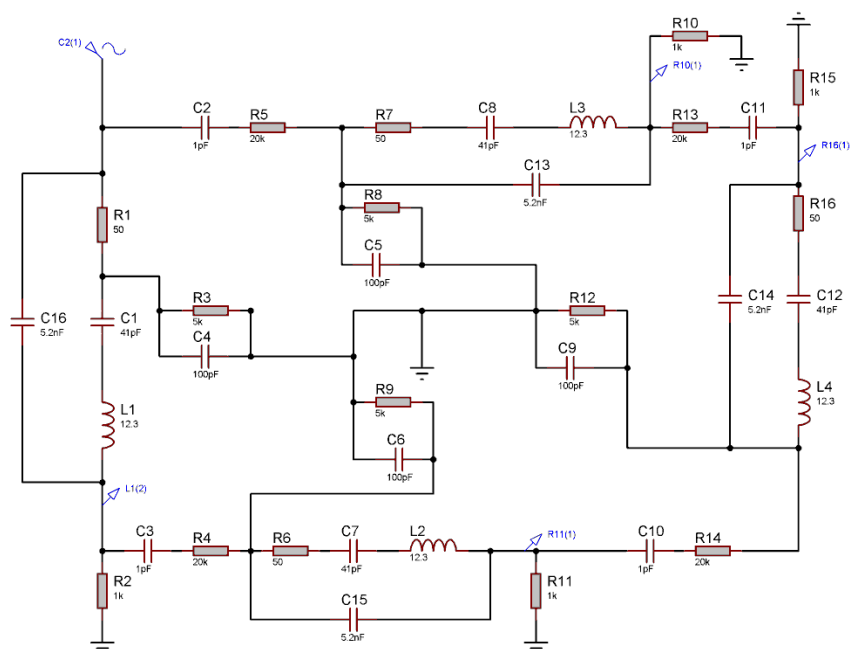 C2(1)
R10
1k
R10(1)
R15
1k
C2
1pF
R5
20k
R7
50
C8
41pF
L3
12.3
R13
20k
C11
1pF
R16(1)
C13
5.2nF
R1
50
R8
5k
R16
50
C5
100pF
C16
5.2nF
C1
41pF
R3
5k
C4
100pF
R12
5k
C9
100pF
C14
5.2nF
C12
41pF
L1
12.3
R9
5k
C6
100pF
L4
12.3
L1(2)
C3
1pF
R4
20k
R6
50
C7
41pF
L2
12.3
R11(1)
C10
1pF
R14
20k
R2
1k
C15
5.2nF
R11
1k